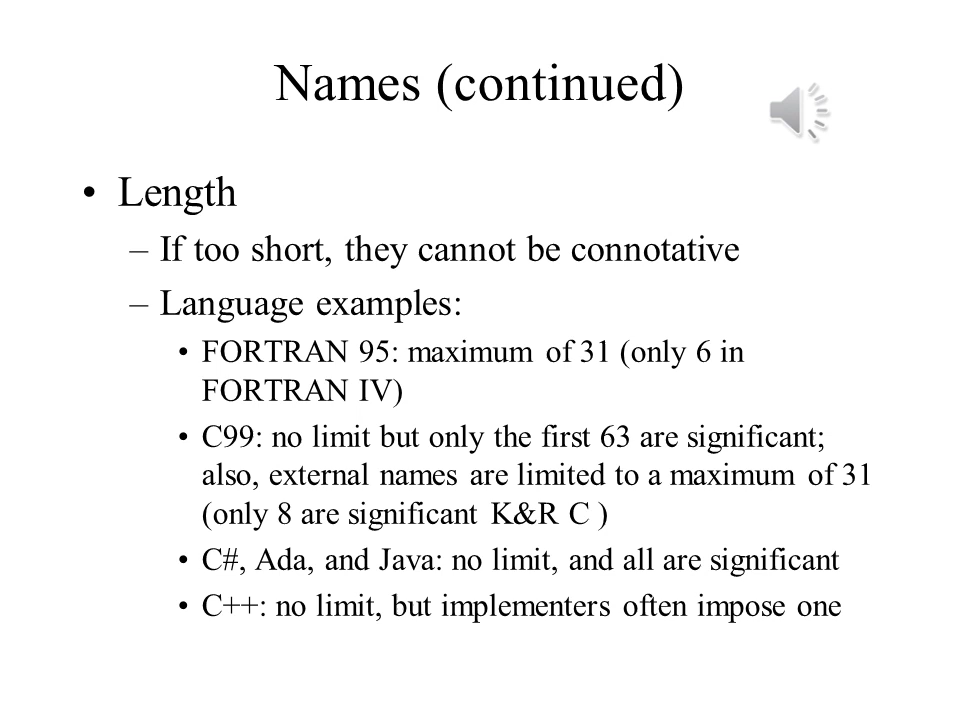 Names (continued)
• Length
– If too short, they cannot be connotative
– Language examples:
• FORTRAN 95: maximum of 31 (only 6 in
FORTRAN IV)
• C99: no limit but only the first 63 are significant;
also, external names are limited to a maximum of 31
(only 8 are significant K&R C )
• C#, Ada, and Java: no limit, and all are significant
• C++: no limit, but implementers often impose one